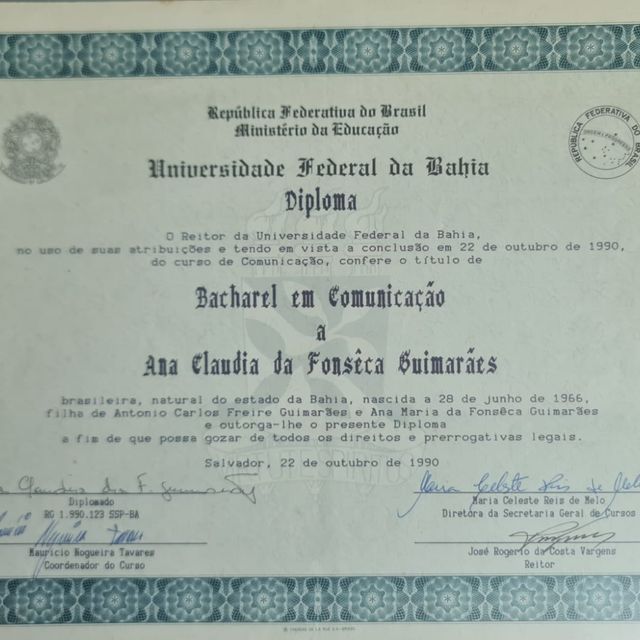 República Federativa do Brasil
Ministério da Educação
Universidade Federal da Bahia
Diploma
REPÚBLICA FEDERATIVA DO BRASIL
O Reitor da Universidade Federal da Bahia,
no uso de suas atribuições e tendo em vista a conclusão em 22 de outubro de 1990,
do curso de Comunicação, confere o título de
Bacharel em Comunicação
a
Ana Claudia da Fonsêca Guimarães
brasileira, natural do estado da Bahia, nascida a 28 de junho de 1966,
filha de Antonio Carlos Freire Guimarães e Ana Maria da Fonsêca Guimarães
e outorga-lhe o presente Diploma
a fim de que possa gozar de todos os direitos e prerrogativas legais.
Salvador, 22 de outubro de 1990
Diplomado
RG 1.990.123 SSP-BA
Maria Celeste Reis de Melo
Diretora da Secretaria Geral de Cursos
Mauricio Nogueira Tavares
Coordenador do Curso
José Rogerio da Costa Vargens
Reitor